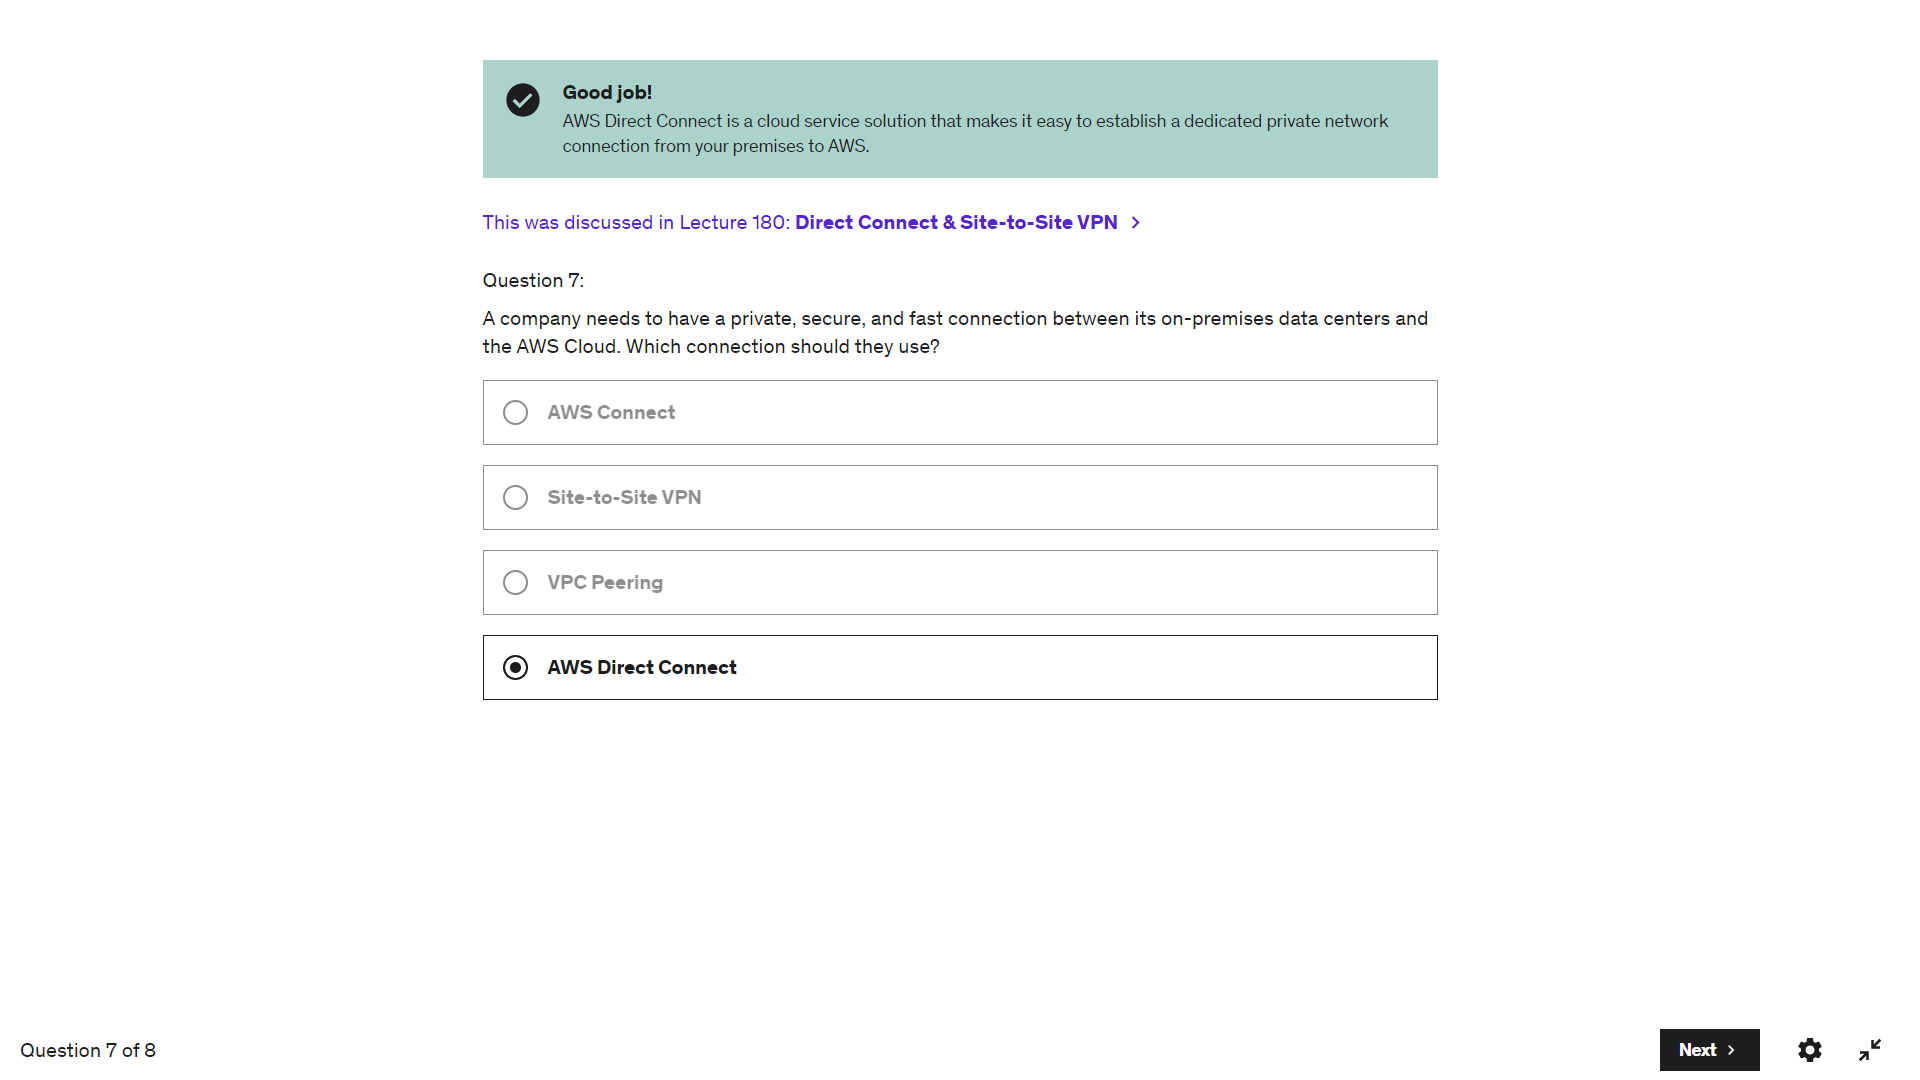 Good job!
AWS Direct Connect is a cloud service solution that makes it easy to establish a dedicated private network
connection from your premises to AWS.
This was discussed in Lecture 180: Direct Connect & Site-to-Site VPN
Question 7:
A company needs to have a private, secure, and fast connection between its on-premises data centers and
the AWS Cloud. Which connection should they use?
AWS Connect
Site-to-Site VPN
VPC Peering
AWS Direct Connect
Question 7 of 8
Next